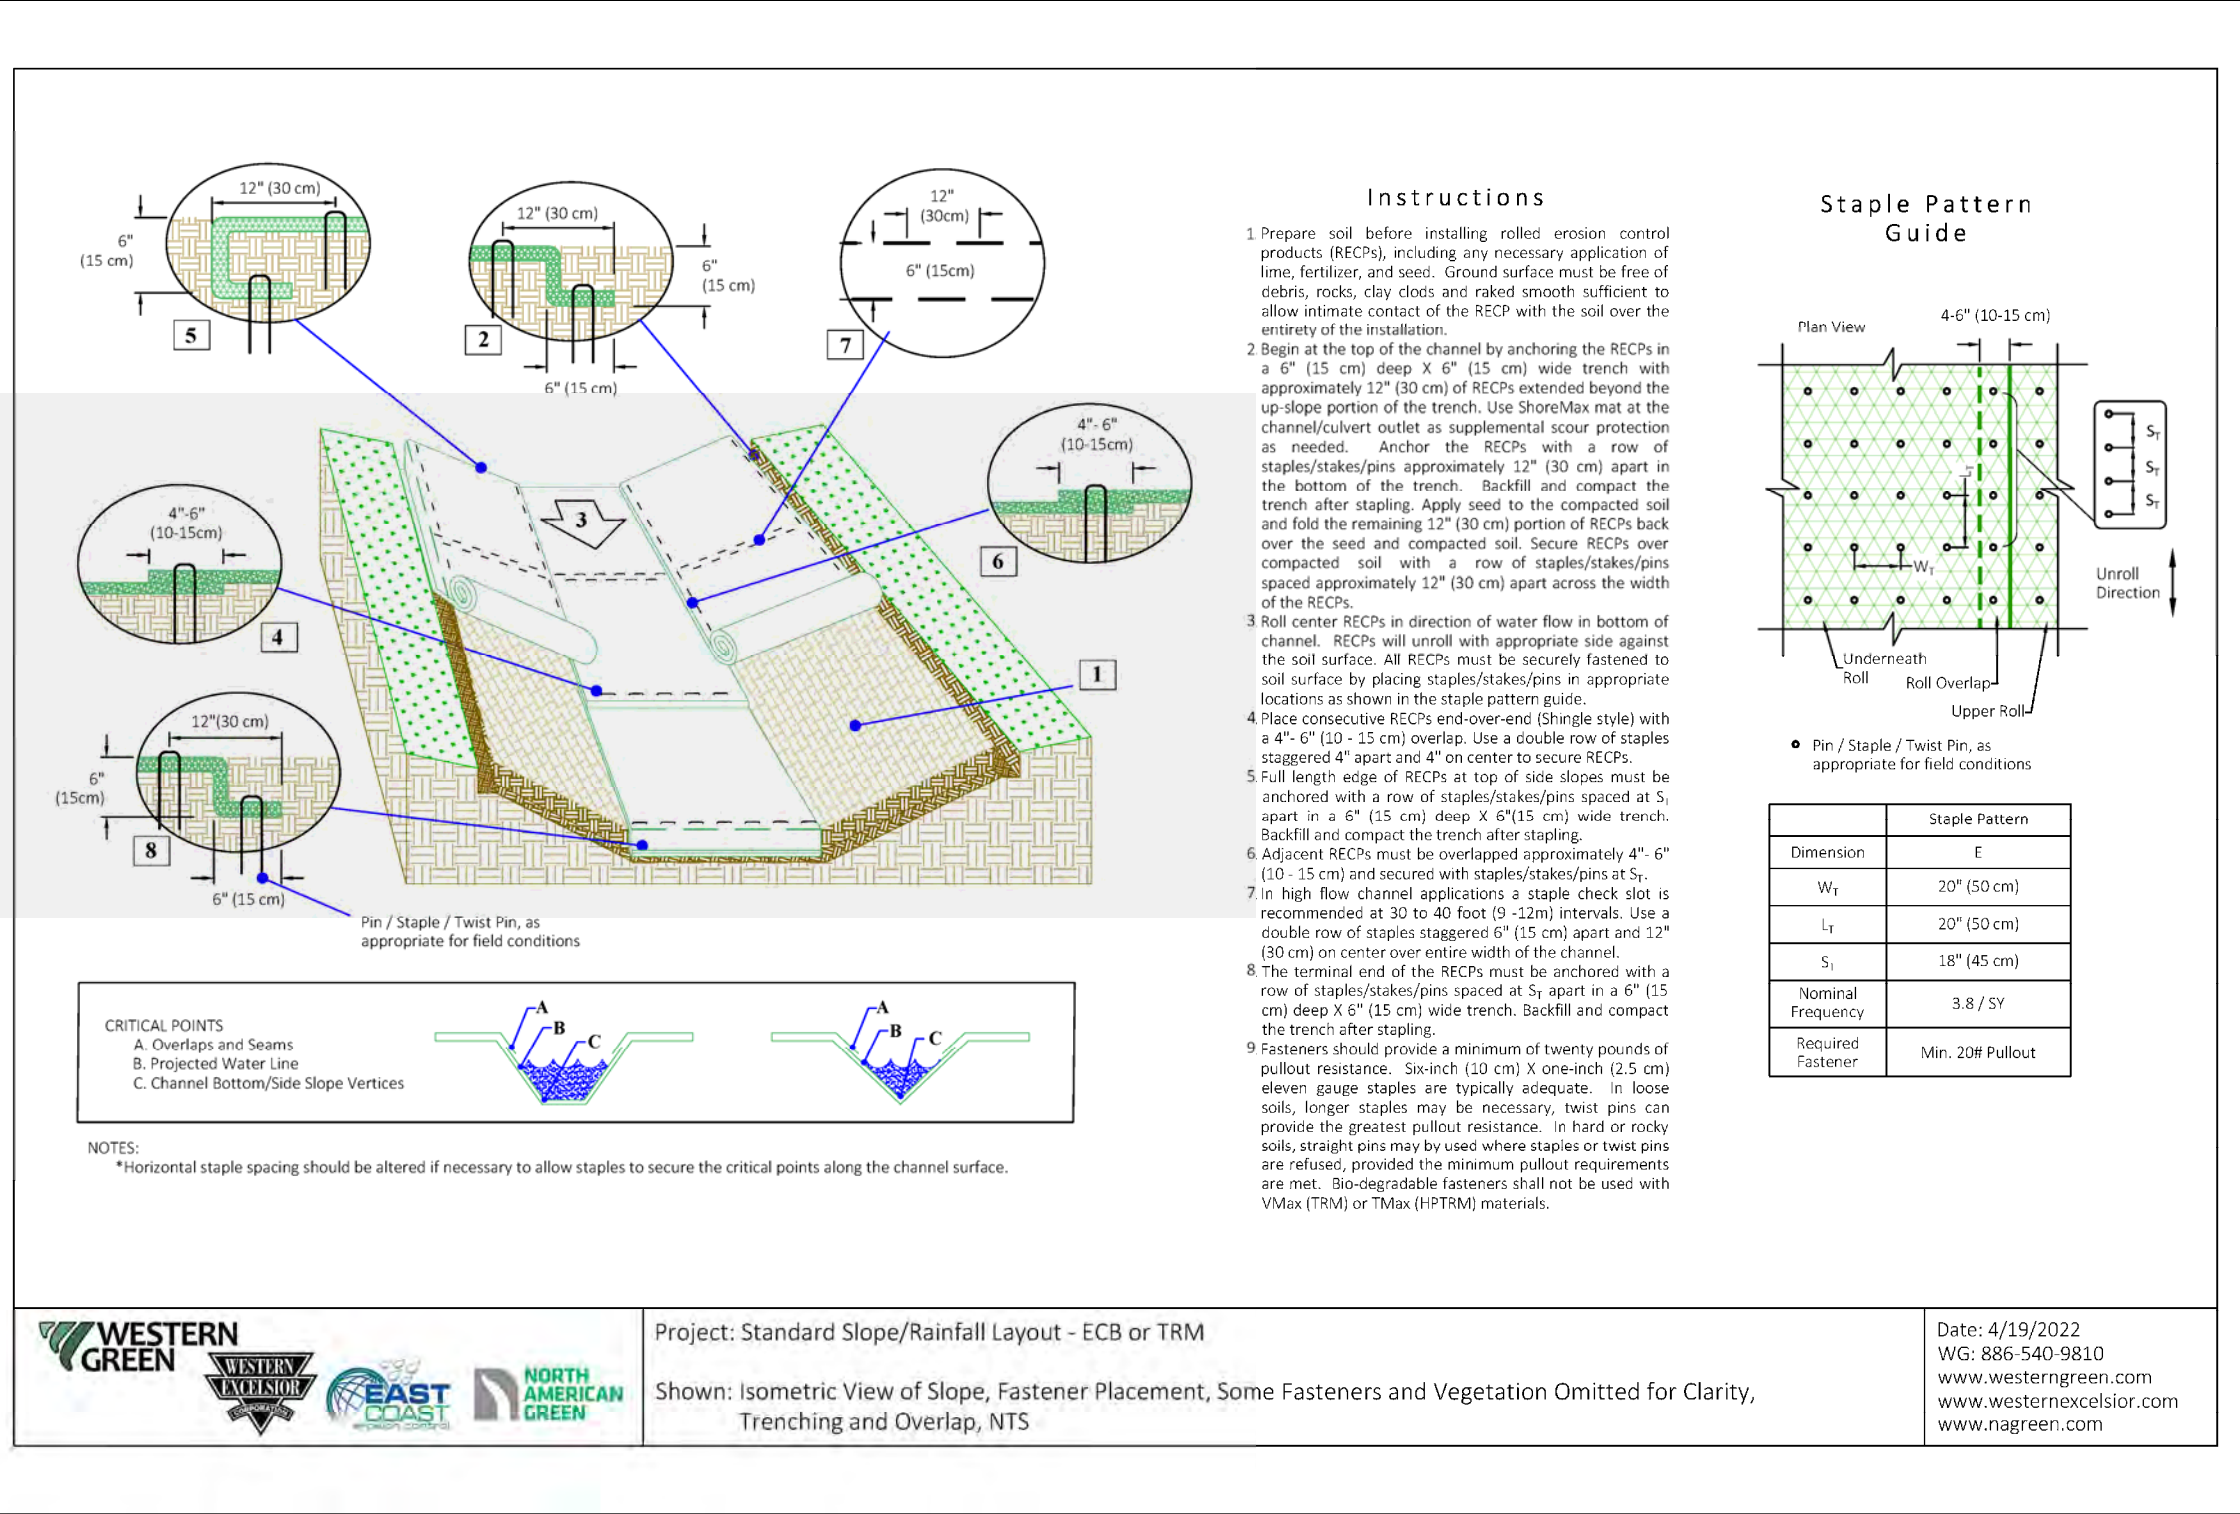 12" (30 cm)
6"
(15 cm)
5
12" (30 cm)
6"
(15 cm)
2
6" (15 cm)
12"
(30cm)
6" (15cm)
7
4"- 6"
(10-15cm)
6
3
4"-6"
(10-15cm)
4
1
12"(30 cm)
6"
(15cm)
8
6" (15 cm)
Pin / Staple / Twist Pin, as
appropriate for field conditions
CRITICAL POINTS
A. Overlaps and Seams
B. Projected Water Line
C. Channel Bottom/Side Slope Vertices
A
B
C
A
B
C
NOTES:
*Horizontal staple spacing should be altered if necessary to allow staples to secure the critical points along the channel surface.
Instructions
1. Prepare soil before installing rolled erosion control
products (RECPs), including any necessary application of
lime, fertilizer, and seed. Ground surface must be free of
debris, rocks, clay clods and raked smooth sufficient to
allow intimate contact of the RECP with the soil over the
entirety of the installation.
2. Begin at the top of the channel by anchoring the RECPs in
a 6" (15 cm) deep X 6" (15 cm) wide trench with
approximately 12" (30 cm) of RECPs extended beyond the
up-slope portion of the trench. Use ShoreMax mat at the
channel/culvert outlet as supplemental scour protection
as needed. Anchor the RECPs with a row of
staples/stakes/pins approximately 12" (30 cm) apart in
the bottom of the trench. Backfill and compact the
trench after stapling. Apply seed to the compacted soil
and fold the remaining 12" (30 cm) portion of RECPs back
over the seed and compacted soil. Secure RECPs over
compacted soil with a row of staples/stakes/pins
spaced approximately 12" (30 cm) apart across the width
of the RECPs.
3. Roll center RECPs in direction of water flow in bottom of
channel. RECPs will unroll with appropriate side against
the soil surface. All RECPs must be securely fastened to
soil surface by placing staples/stakes/pins in appropriate
locations as shown in the staple pattern guide.
4. Place consecutive RECPs end-over-end (Shingle style) with
a 4"- 6" (10 - 15 cm) overlap. Use a double row of staples
staggered 4" apart and 4" on center to secure RECPs.
5. Full length edge of RECPs at top of side slopes must be
anchored with a row of staples/stakes/pins spaced at ST
apart in a 6" (15 cm) deep X 6"(15 cm) wide trench.
Backfill and compact the trench after stapling.
6. Adjacent RECPs must be overlapped approximately 4"- 6"
(10 - 15 cm) and secured with staples/stakes/pins at ST.
7. In high flow channel applications a staple check slot is
recommended at 30 to 40 foot (9 -12m) intervals. Use a
double row of staples staggered 6" (15 cm) apart and 12"
(30 cm) on center over entire width of the channel.
8. The terminal end of the RECPs must be anchored with a
row of staples/stakes/pins spaced at ST apart in a 6" (15
cm) deep X 6" (15 cm) wide trench. Backfill and compact
the trench after stapling.
9. Fasteners should provide a minimum of twenty pounds of
pullout resistance. Six-inch (10 cm) X one-inch (2.5 cm)
eleven gauge staples are typically adequate. In loose
soils, longer staples may be necessary, twist pins can
provide the greatest pullout resistance. In hard or rocky
soils, straight pins may by used where staples or twist pins
are refused, provided the minimum pullout requirements
are met. Bio-degradable fasteners shall not be used with
VMax (TRM) or TMax (HPTRM) materials.
Staple Pattern
Guide
Plan View
4-6" (10-15 cm)
LT
WT
ST
ST
ST
Unroll
Direction
Underneath
Roll
Roll Overlap
Upper Roll
Pin / Staple / Twist Pin, as
appropriate for field conditions
Staple Pattern
Dimension E
WT 20" (50 cm)
LT 20" (50 cm)
ST 18" (45 cm)
Nominal
Frequency 3.8 / SY
Required
Fastener Min. 20# Pullout
WESTERN
GREEN
WESTERN
EXCELSIOR
CORPORATION
EAST
COAST
erosion control
NORTH
AMERICAN
GREEN
Project: Standard Slope/Rainfall Layout - ECB or TRM
Shown: Isometric View of Slope, Fastener Placement, Some Fasteners and Vegetation Omitted for Clarity,
Trenching and Overlap, NTS
Date: 4/19/2022
WG: 886-540-9810
www.westerngreen.com
www.westernexcelsior.com
www.nagreen.com